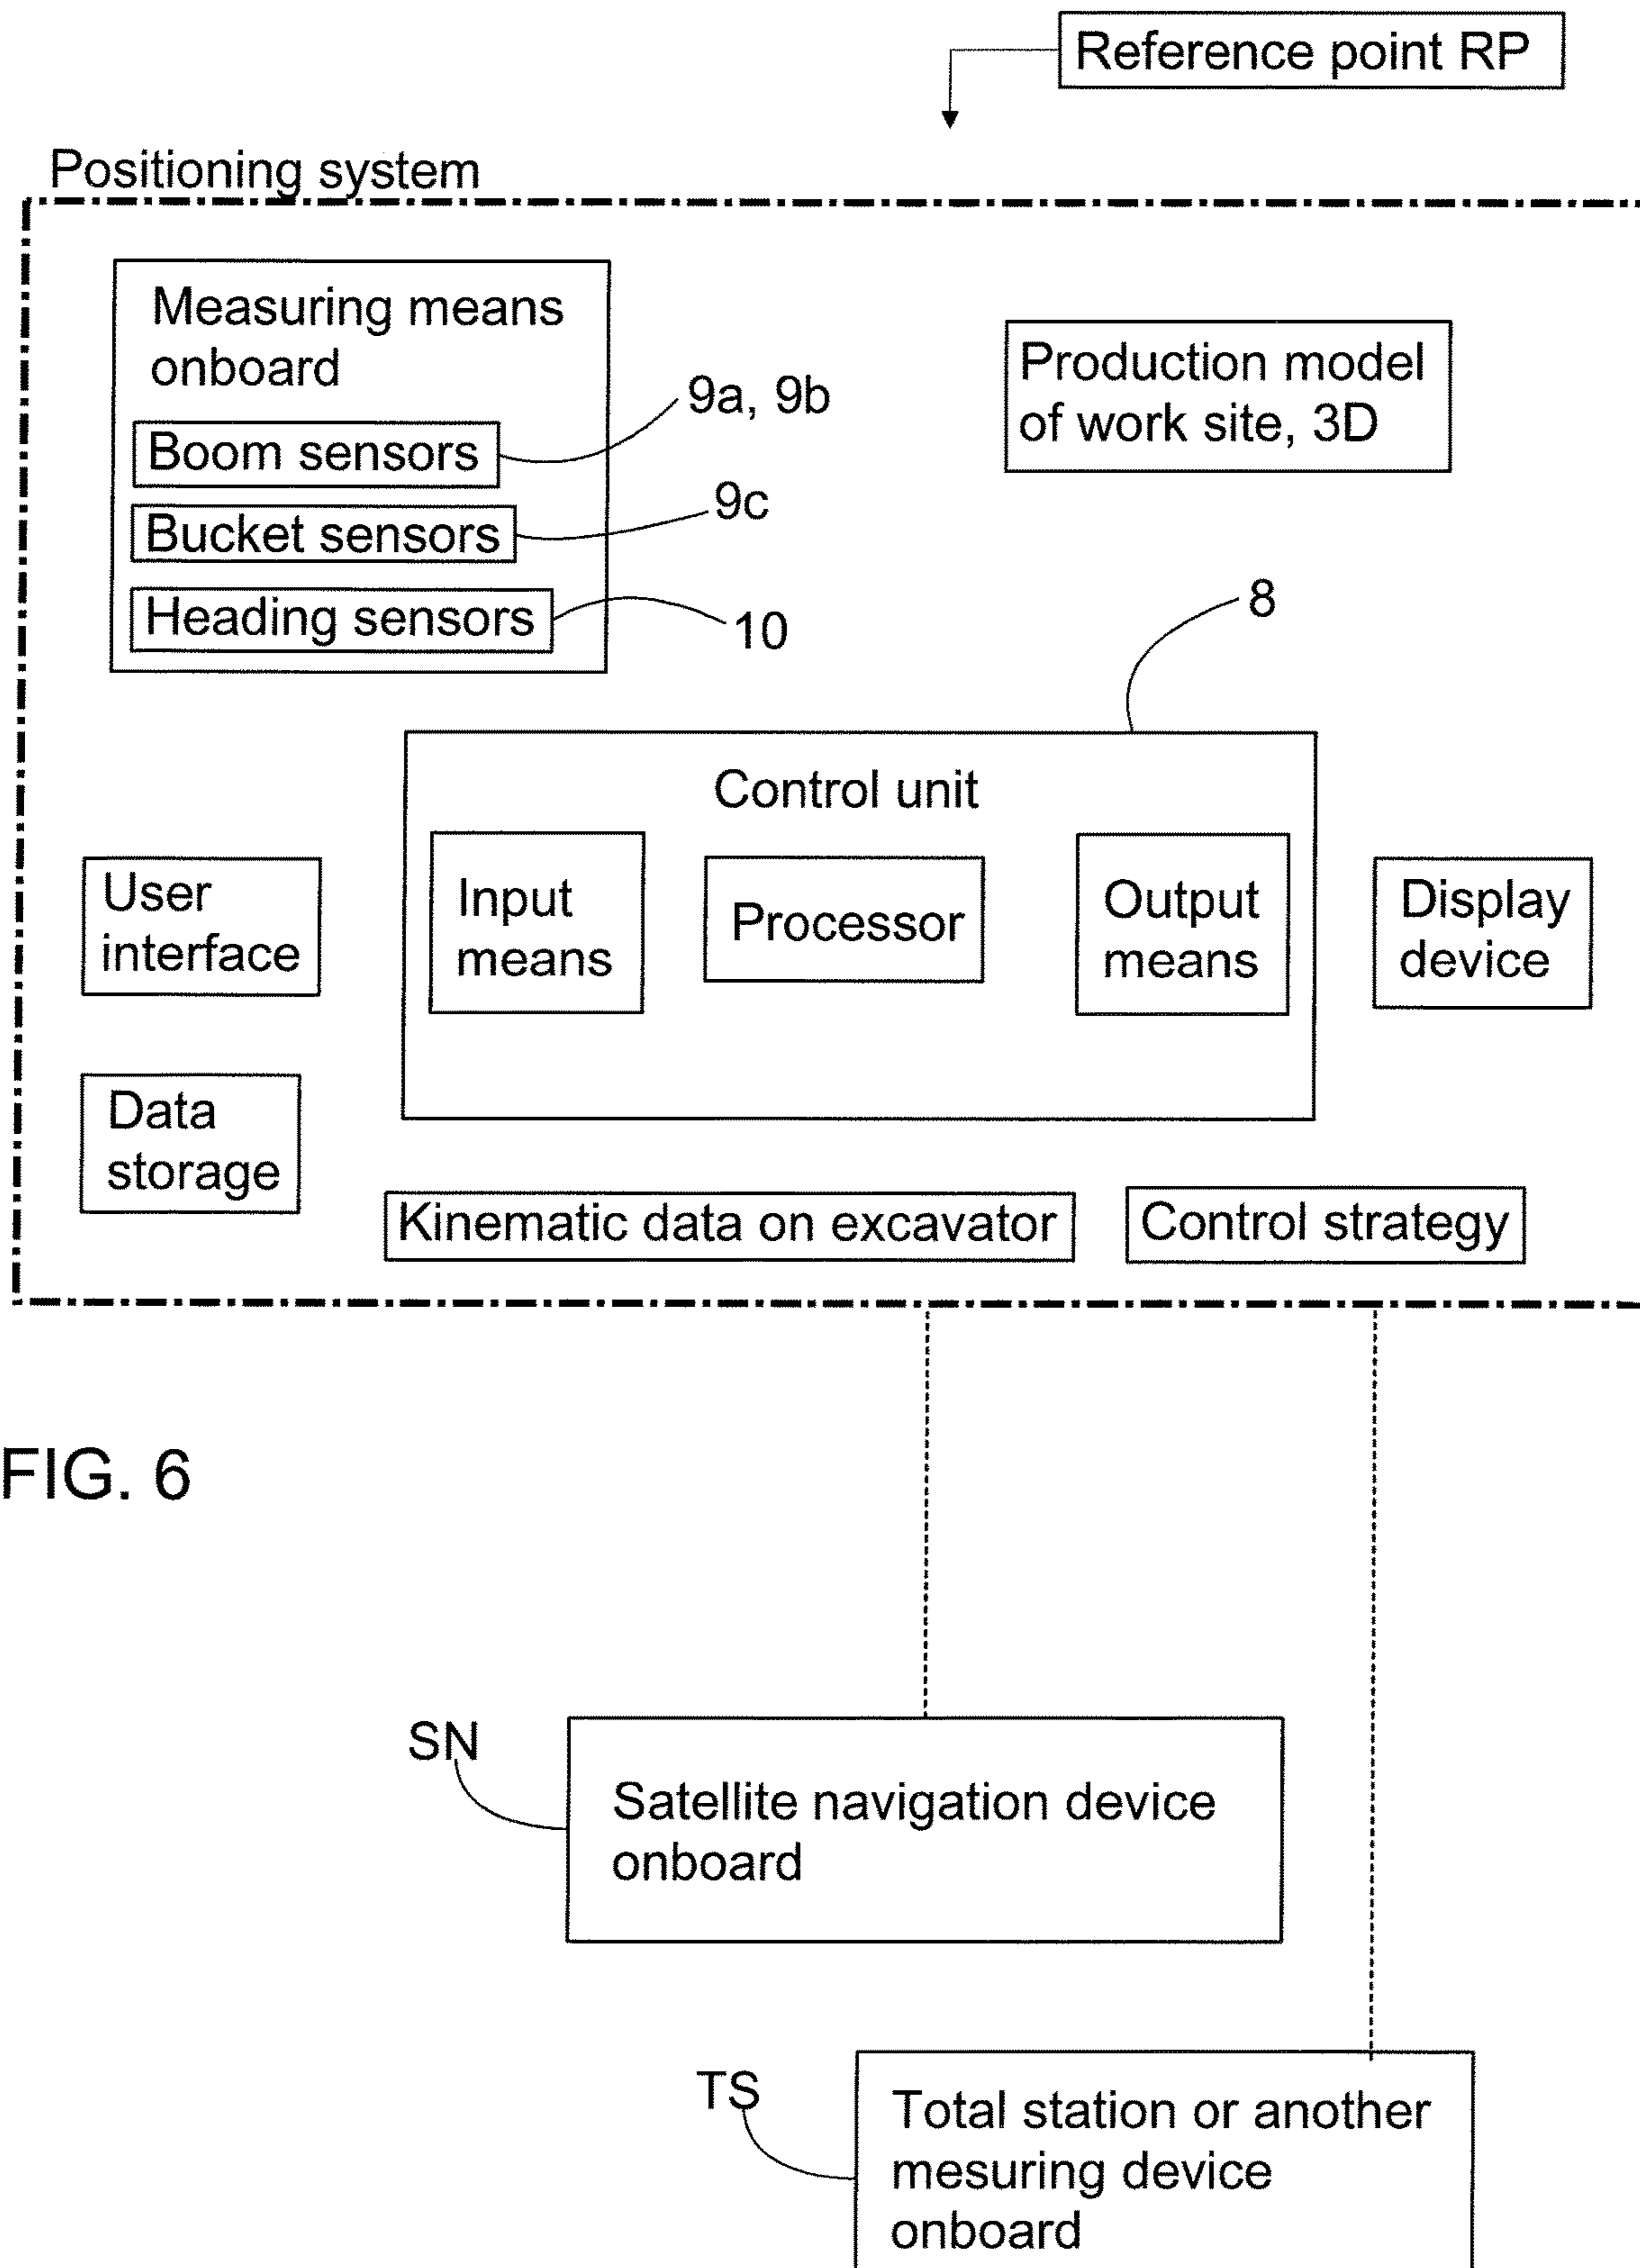 Reference point RP
Positioning system
Measuring means
onboard
9a, 9b
Boom sensors
9c
Bucket sensors
Heading sensors
10
Production model
of work site, 3D
8
Control unit
User
interface
Input
means
Processor
Output
means
Display
device
Data
storage
Kinematic data on excavator
Control strategy
FIG. 6
SN
Satellite navigation device
onboard
TS
Total station or another
mesuring device
onboard